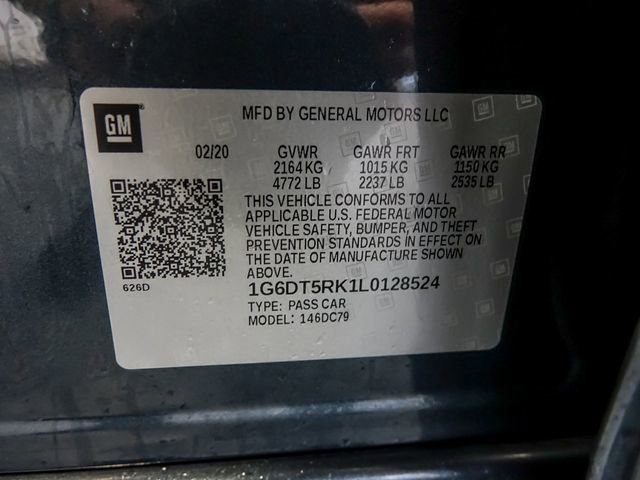 GM
MFD BY GENERAL MOTORS LLC
02/20 GVWR GAWR FRT GAWR RR
2164 KG 1015 KG 1150 KG
4772 LB 2237 LB 2535 LB
THIS VEHICLE CONFORMS TO ALL
APPLICABLE U.S. FEDERAL MOTOR
VEHICLE SAFETY, BUMPER, AND THEFT
PREVENTION STANDARDS IN EFFECT ON
THE DATE OF MANUFACTURE SHOWN
ABOVE.
626D
1G6DT5RK1L0128524
TYPE: PASS CAR
MODEL: 146DC79